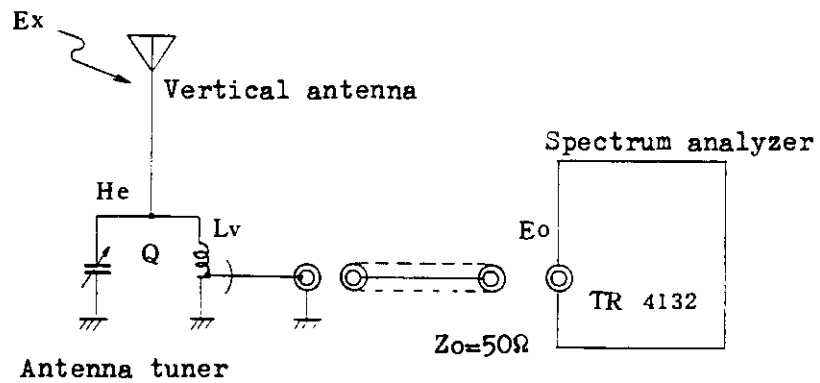 Ex
Vertical antenna
Spectrum analyzer
He
Lv
Eo
Q
TR 4132
Zo=50Ω
Antenna tuner